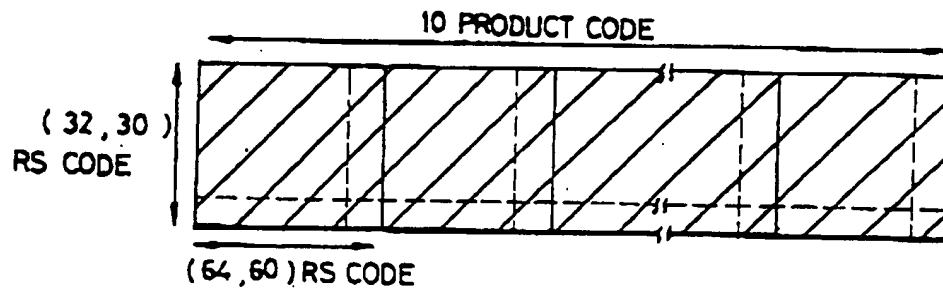 10 PRODUCT CODE
(32,30)
RS CODE
(64,60) RS CODE